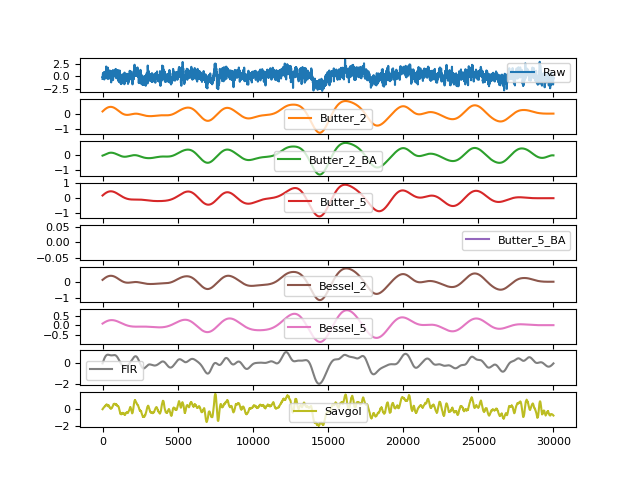 2.5
0.0
−2.5
Raw
0
−1
Butter_2
0
−1
Butter_2_BA
1
0
−1
Butter_5
0.05
0.00
−0.05
Butter_5_BA
0
−1
Bessel_2
0.5
0.0
−0.5
Bessel_5
0
−2
FIR
0
−2
Savgol
0 5000 10000 15000 20000 25000 30000